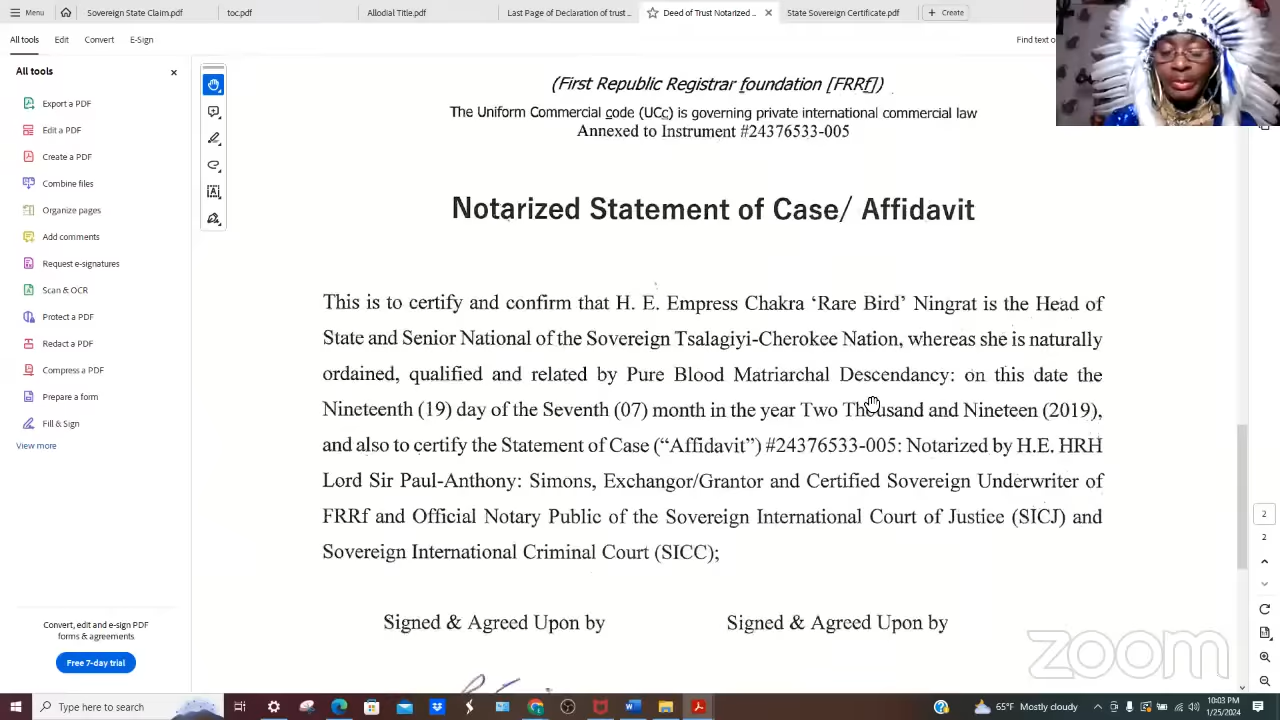 Menu
Sovereign State Claim.pdf
toc.pdf
Allodial Title.pdf
Last Page of Declaration of trust ...
Deed of Trust Notarized ...
State Sovereign Certificate.pdf
Create
All tools
Edit
Convert
E-Sign
Find text o
All tools
Export a PDF
Edit a PDF
Create a PDF
Combine files
Organize pages
Add comments
Request e-signatures
Scan & OCR
Protect a PDF
Redact a PDF
Compress a PDF
Prepare a form
Fill & Sign
View more
Convert, edit and e-sign PDF
forms & agreements
Free 7-day trial
(First Republic Registrar foundation [FRRf])
The Uniform Commercial code (UCc) is governing private international commercial law
Annexed to Instrument #24376533-005
Notarized Statement of Case/ Affidavit
This is to certify and confirm that H. E. Empress Chakra ‘Rare Bird’ Ningrat is the Head of
State and Senior National of the Sovereign Tsalagiyi-Cherokee Nation, whereas she is naturally
ordained, qualified and related by Pure Blood Matriarchal Descendancy: on this date the
Nineteenth (19) day of the Seventh (07) month in the year Two Thousand and Nineteen (2019),
and also to certify the Statement of Case (“Affidavit”) #24376533-005: Notarized by H.E. HRH
Lord Sir Paul-Anthony: Simons, Exchangor/Grantor and Certified Sovereign Underwriter of
FRRf and Official Notary Public of the Sovereign International Court of Justice (SICJ) and
Sovereign International Criminal Court (SICC);
Signed & Agreed Upon by
Signed & Agreed Upon by
2
2
zoom
Type here to search
65°F Mostly cloudy
10:03 PM
1/25/2024